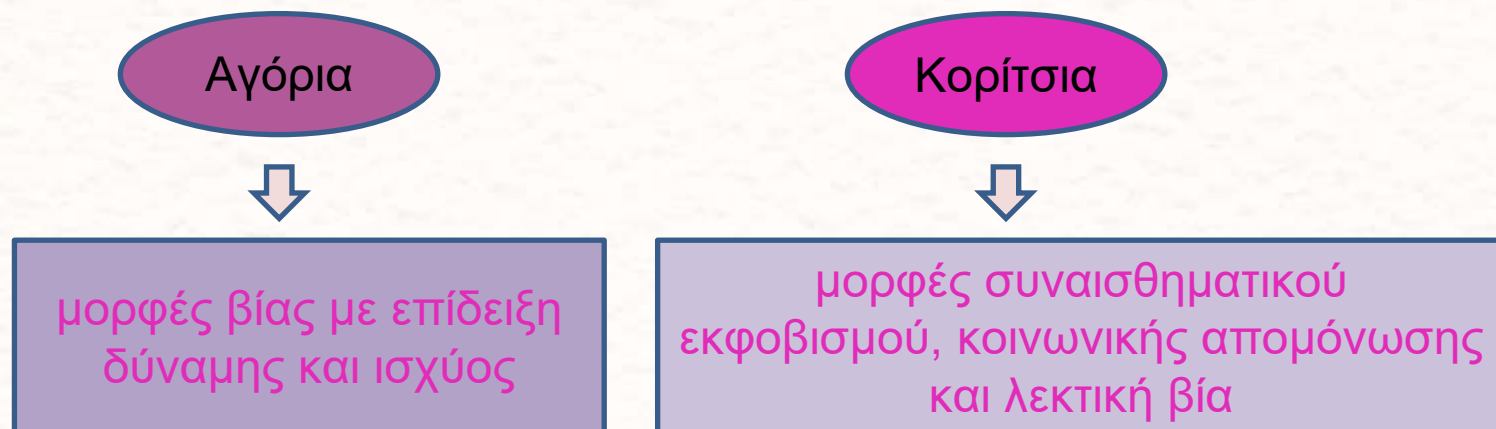 Αγόρια
Κορίτσια
μορφές βίας με επίδειξη
δύναμης και ισχύος
μορφές συναισθηματικού
εκφοβισμού, κοινωνικής απομόνωσης
και λεκτική βία